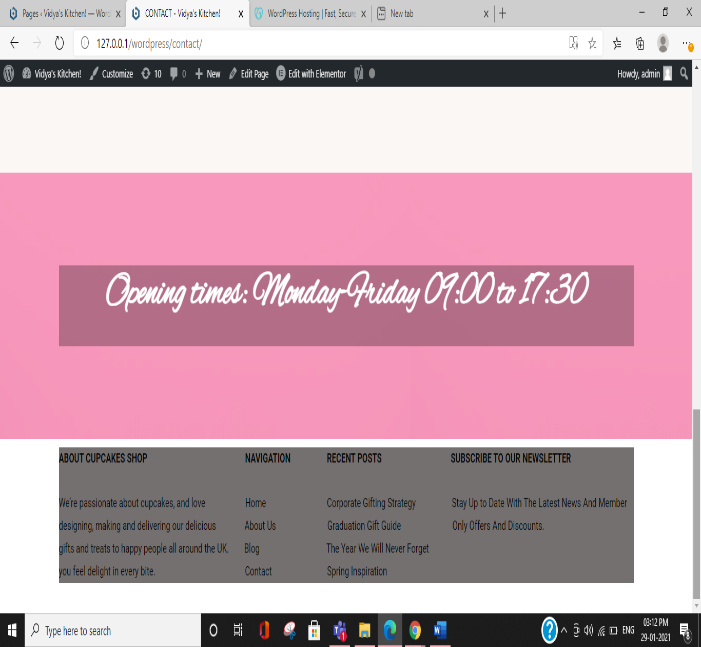 Pages ‹ Vidya's Kitchen! — Word
CONTACT - Vidya's Kitchen!
WordPress Hosting | Fast, Secure
New tab
127.0.0.1/wordpress/contact/
Vidya's Kitchen!
Customize
10
0
New
Edit Page
Edit with Elementor
Howdy, admin
Opening times: Monday-Friday 09:00 to 17:30
ABOUT CUPCAKES SHOP
We're passionate about cupcakes, and love
designing, making and delivering our delicious
gifts and treats to happy people all around the UK.
you feel delight in every bite.
NAVIGATION
Home
About Us
Blog
Contact
RECENT POSTS
Corporate Gifting Strategy
Graduation Gift Guide
The Year We Will Never Forget
Spring Inspiration
SUBSCRIBE TO OUR NEWSLETTER
Stay Up to Date With The Latest News And Member
Only Offers And Discounts.
Type here to search
ENG
03:12 PM
29-01-2021